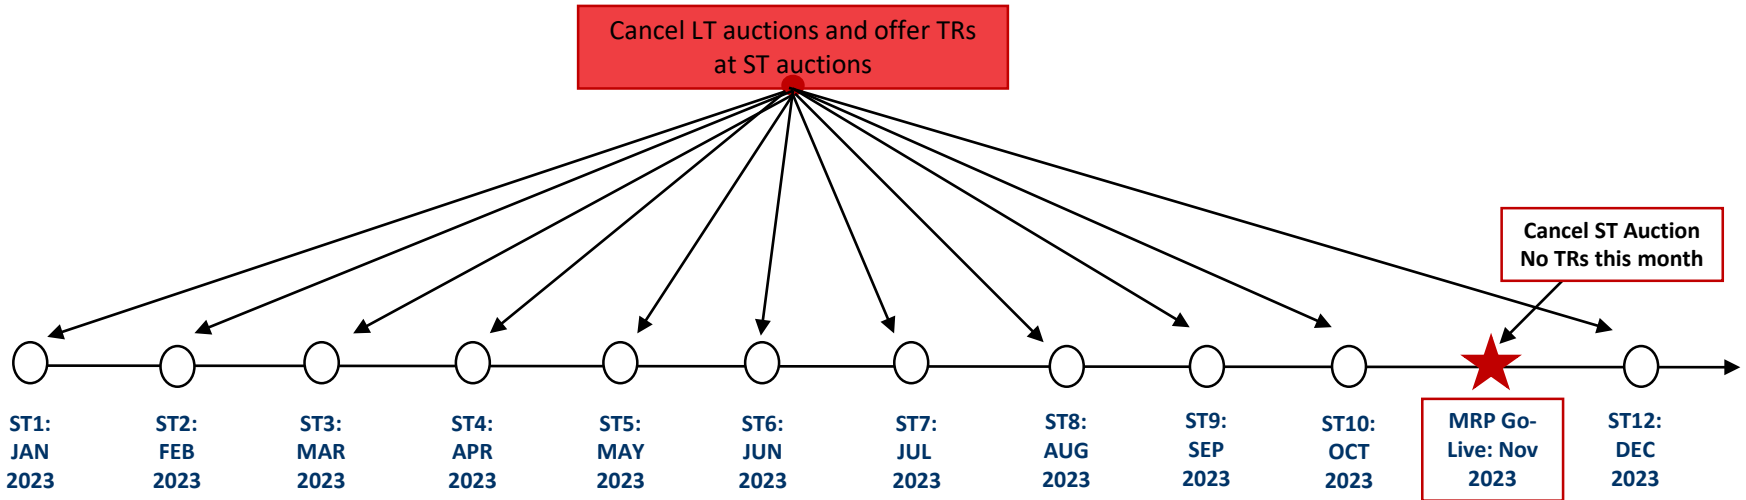 Cancel LT auctions and offer TRs
at ST auctions
Cancel ST Auction
No TRs this month
ST1:
JAN
2023
ST2:
FEB
2023
ST3:
MAR
2023
ST4:
APR
2023
ST5:
MAY
2023
ST6:
JUN
2023
ST7:
JUL
2023
ST8:
AUG
2023
ST9:
SEP
2023
ST10:
OCT
2023
MRP Go-
Live: Nov
2023
ST12:
DEC
2023